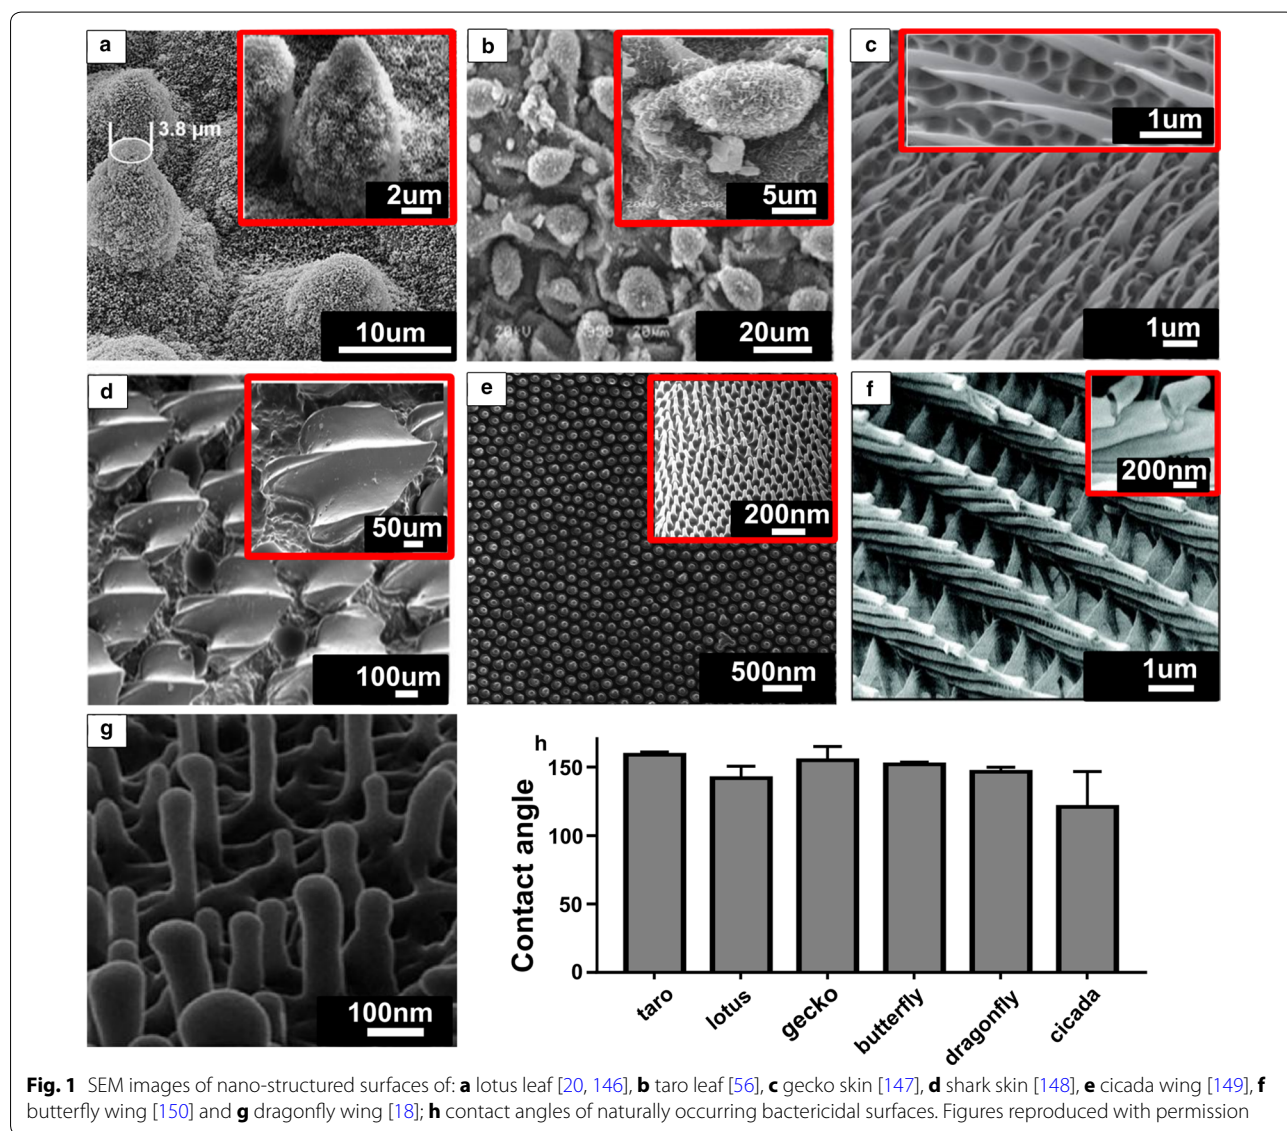 a
3.8 µm
2um
10um
b
5um
20kV
950
20µm
20um
c
1um
1um
d
50um
100um
e
200nm
500nm
f
200nm
1um
g
100nm
h
Contact angle
150
100
50
0
taro
lotus
gecko
butterfly
dragonfly
cicada
Fig. 1 SEM images of nano-structured surfaces of: a lotus leaf [20, 146], b taro leaf [56], c gecko skin [147], d shark skin [148], e cicada wing [149], f
butterfly wing [150] and g dragonfly wing [18]; h contact angles of naturally occurring bactericidal surfaces. Figures reproduced with permission